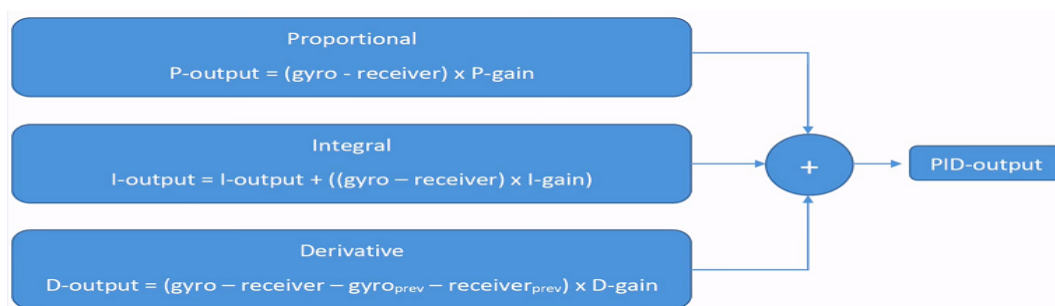 Proportional
P-output = (gyro - receiver) x P-gain
Integral
I-output = I-output + ((gyro – receiver) x I-gain)
+
PID-output
Derivative
D-output = (gyro – receiver – gyroprev – receiverprev) x D-gain